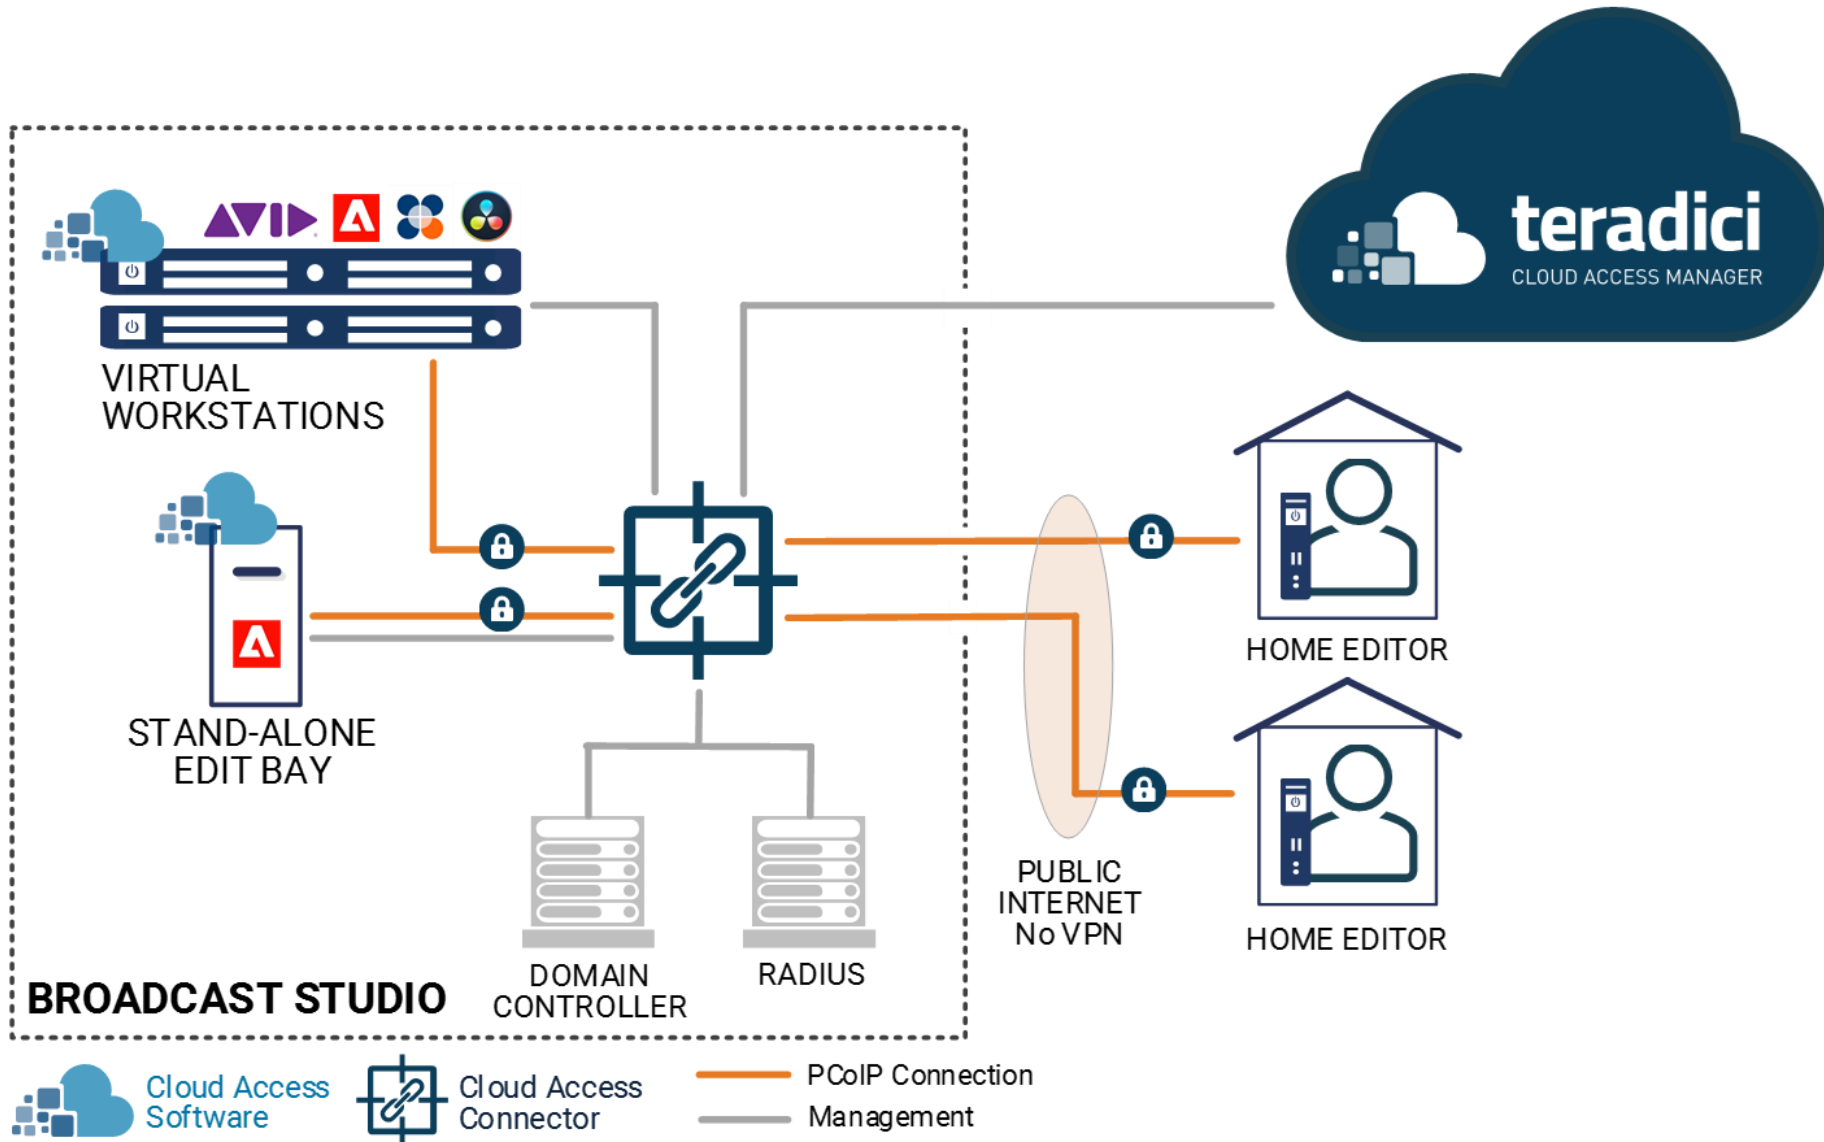 AVID
teradici
CLOUD ACCESS MANAGER
VIRTUAL
WORKSTATIONS
STAND-ALONE
EDIT BAY
HOME EDITOR
PUBLIC
INTERNET
No VPN
HOME EDITOR
DOMAIN
CONTROLLER
RADIUS
BROADCAST STUDIO
Cloud Access
Software
Cloud Access
Connector
PCoIP Connection
Management